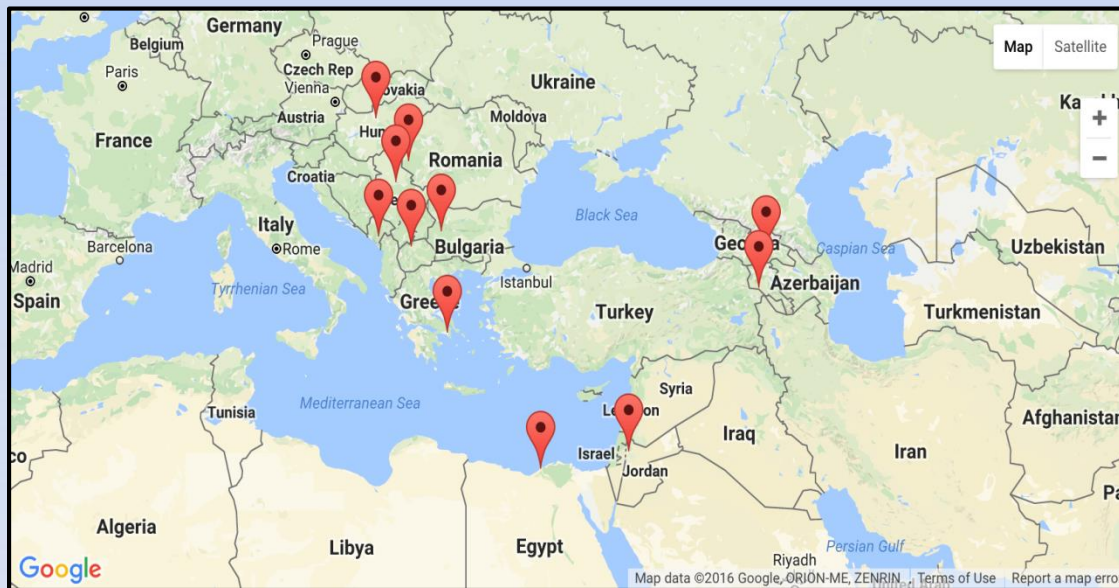 Germany
Belgium
Prague
Paris
Czech Rep
Vienna
Slovakia
Ukraine
Austria
Moldova
France
Romania
Croatia
Map
Satellite
+
−
Italy
Black Sea
Barcelona
Rome
Bulgaria
Caspian Sea
Uzbekistan
Madrid
Istanbul
Azerbaijan
Spain
Tyrrhenian Sea
Turkey
Turkmenistan
Mediterranean Sea
Syria
Tunisia
Afghanistan
Israel
Iraq
Iran
Jordan
Algeria
Libya
Egypt
Persian Gulf
Riyadh
Google
Map data ©2016 Google, ORION-ME, ZENRIN
Terms of Use
Report a map error